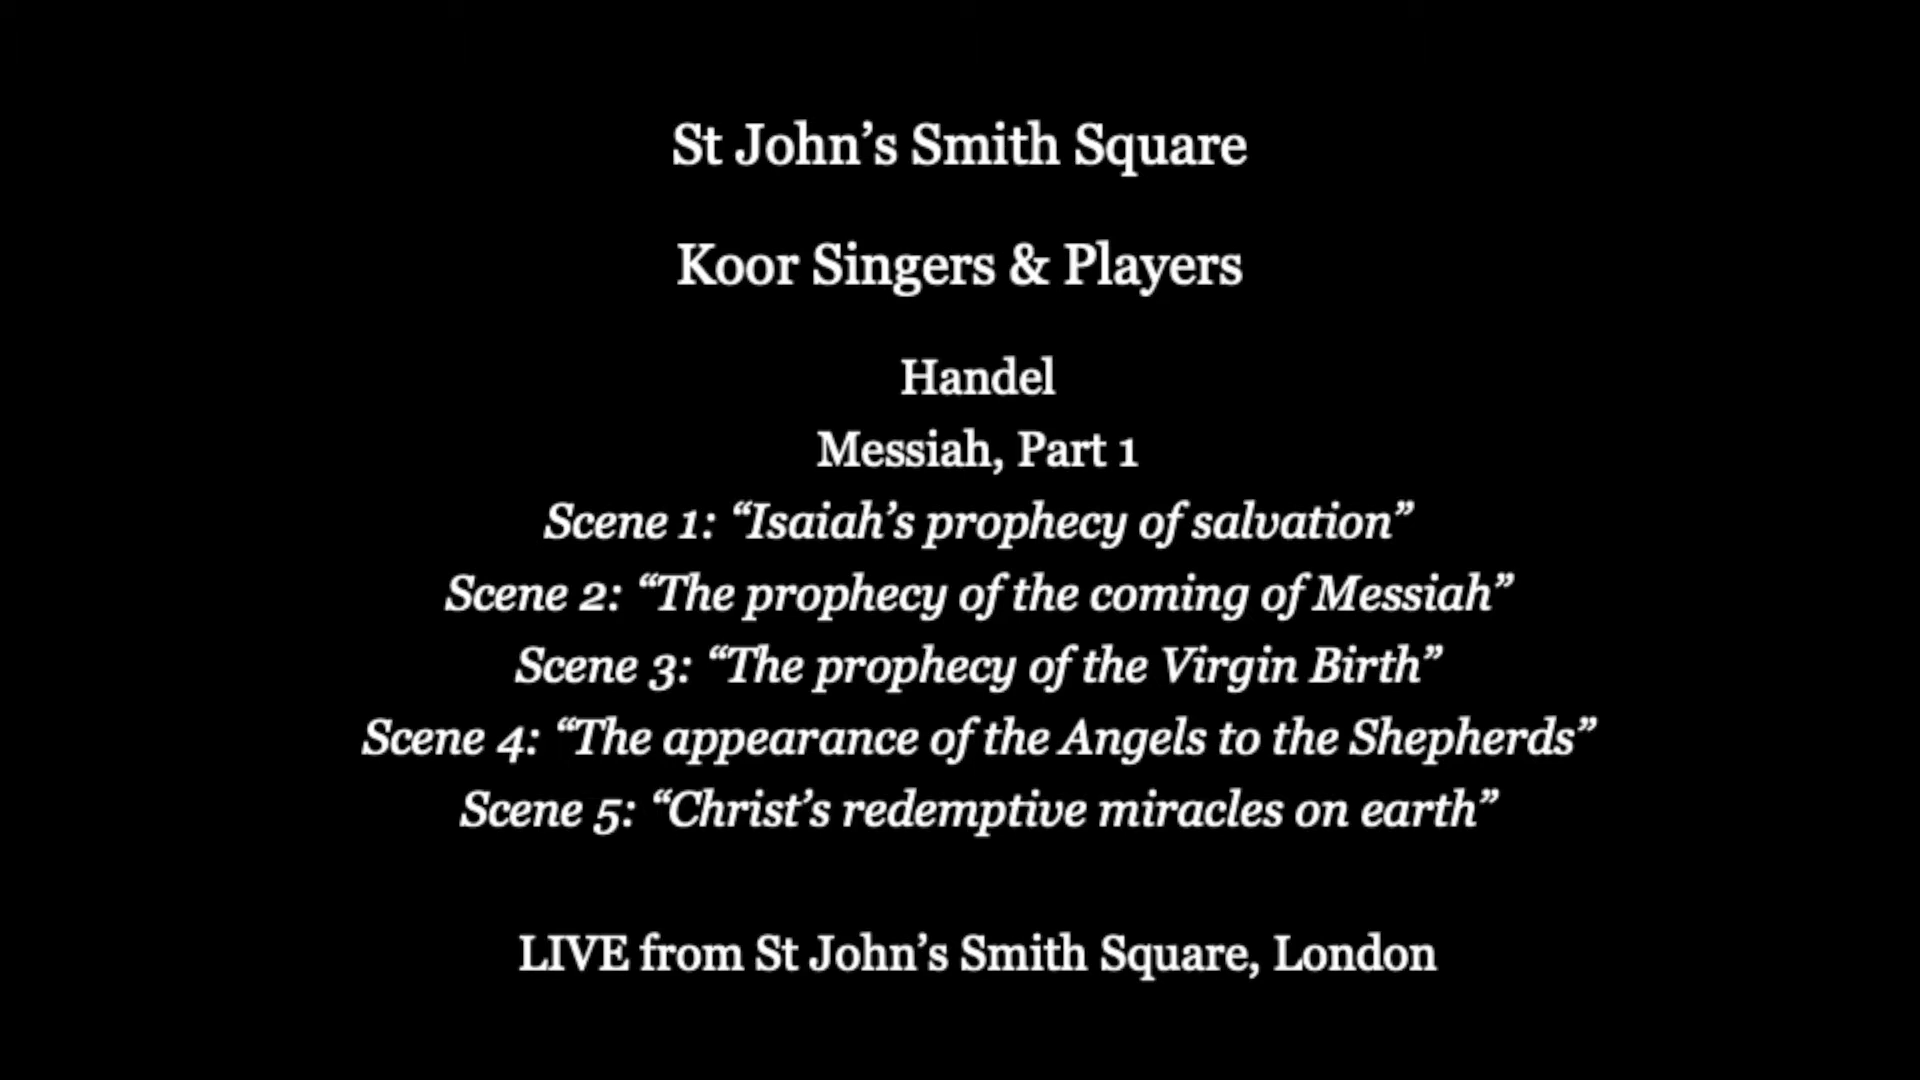 St John’s Smith Square
Koor Singers & Players
Handel
Messiah, Part 1
Scene 1: “Isaiah’s prophecy of salvation”
Scene 2: “The prophecy of the coming of Messiah”
Scene 3: “The prophecy of the Virgin Birth”
Scene 4: “The appearance of the Angels to the Shepherds”
Scene 5: “Christ’s redemptive miracles on earth”
LIVE from St John’s Smith Square, London